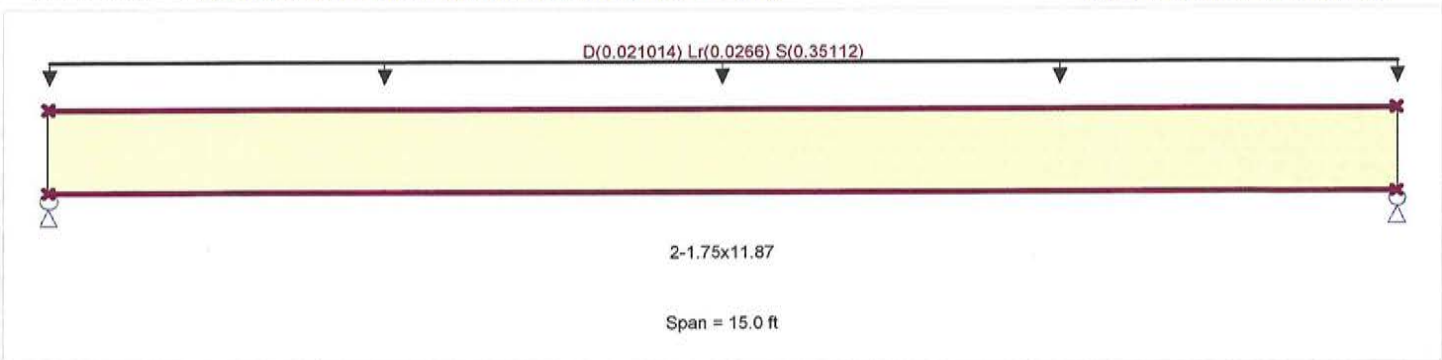 D(0.021014) Lr(0.0266) S(0.35112)
2-1.75x11.87
Span = 15.0 ft